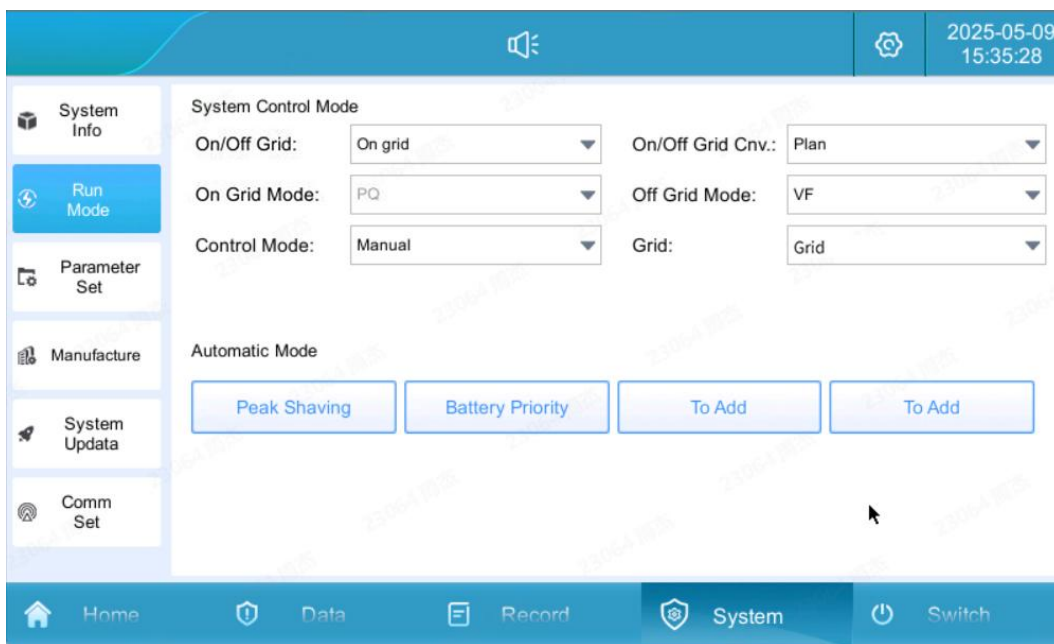 2025-05-09
15:35:28
System
Info
Run
Mode
Parameter
Set
Manufacture
System
Updata
Comm
Set
System Control Mode
On/Off Grid: On grid On/Off Grid Cnv.: Plan
On Grid Mode: PQ Off Grid Mode: VF
Control Mode: Manual Grid: Grid
Automatic Mode
Peak Shaving Battery Priority To Add To Add
Home Data Record System Switch